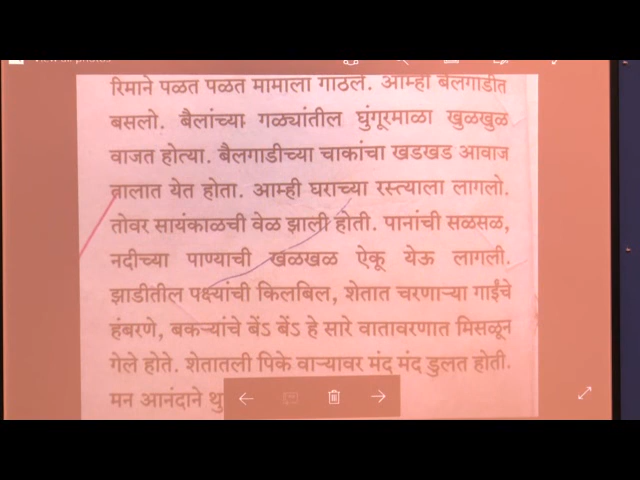 रिमाने पळत पळत मामाला गाठले. आम्ही बैलगाडीत
बसलो. बैलांच्या गळ्यांतील घुंगूरमाळा खुळखुळ
वाजत होत्या. बैलगाडीच्या चाकांचा खडखड आवाज
तालात येत होता. आम्ही घराच्या रस्त्याला लागलो.
तोवर सायंकाळची वेळ झाली होती. पानांची सळसळ,
नदीच्या पाण्याची खळखळ ऐकू येऊ लागली.
झाडीतील पक्ष्यांची किलबिल, शेतात चरणाऱ्या गाईंचे
हंबरणे, बकऱ्यांचे बेंऽ बेंऽ हे सारे वातावरणात मिसळून
गेले होते. शेतातली पिके वाऱ्यावर मंद मंद डुलत होती.
मन आनंदाने